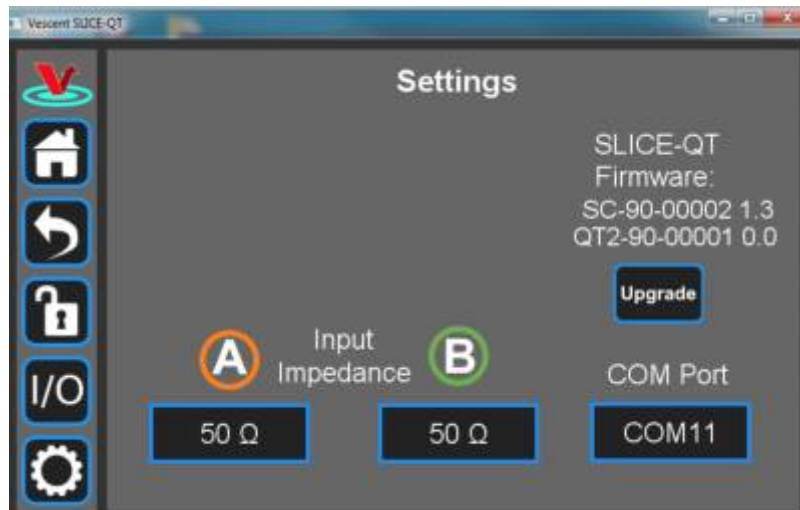 Vescent SLICE-QT
Settings
SLICE-QT
Firmware:
SC-90-00002 1.3
QT2-90-00001 0.0
Upgrade
A
Input
Impedance
B
COM Port
I/O
50 Ω
50 Ω
COM11